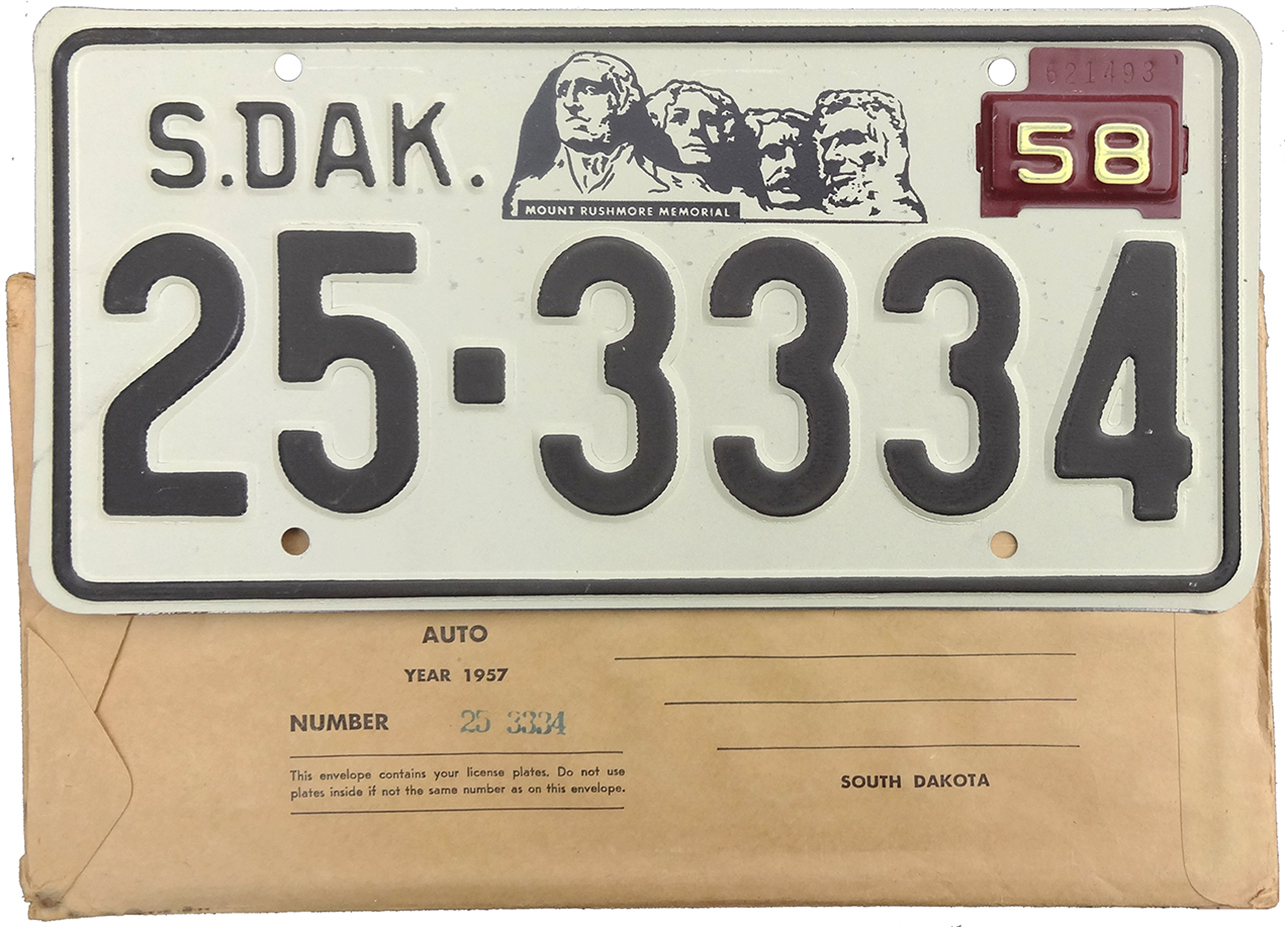 S.DAK.
621493
58
MOUNT RUSHMORE MEMORIAL
25·3334
AUTO
YEAR 1957
NUMBER 25 3334
This envelope contains your license plates. Do not use
plates inside if not the same number as on this envelope.
SOUTH DAKOTA